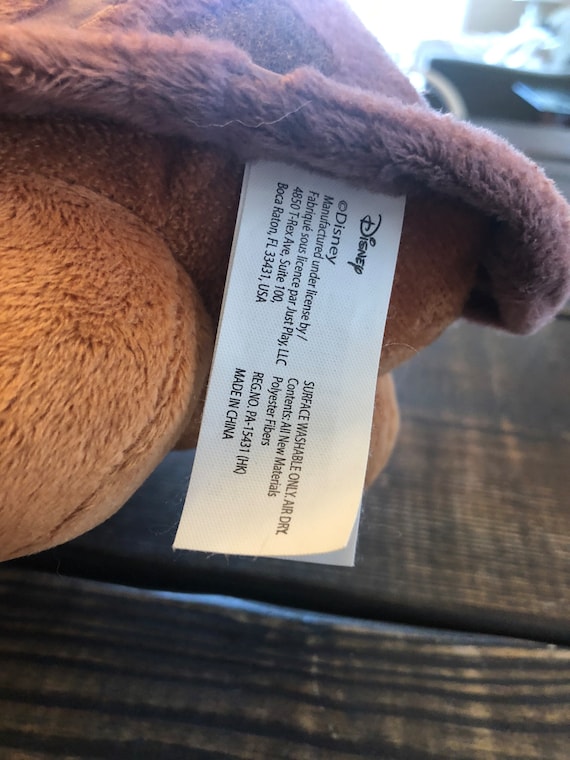 Disney
©Disney
Manufactured under license by /
Fabriqué sous licence par Just Play, LLC
4850 T-Rex Ave, Suite 100,
Boca Raton, FL 33431, USA
SURFACE WASHABLE ONLY. AIR DRY.
Contents: All New Materials
Polyester Fibers
REG.NO. PA-15431 (HK)
MADE IN CHINA